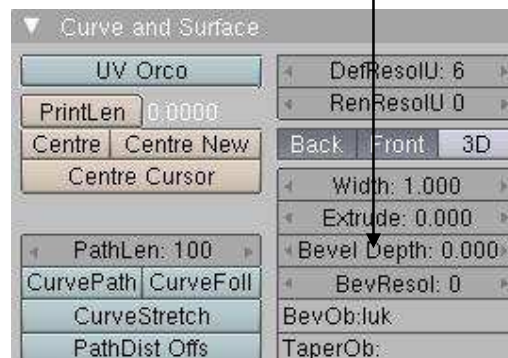 Curve and Surface
UV Orco
PrintLen 0.0000
Centre Centre New
Centre Cursor
PathLen: 100
CurvePath CurveFoll
CurveStretch
PathDist Offs
DefResolU: 6
RenResolU 0
Back Front 3D
Width: 1.000
Extrude: 0.000
Bevel Depth: 0.000
BevResol: 0
BevOb:luk
TaperOb: